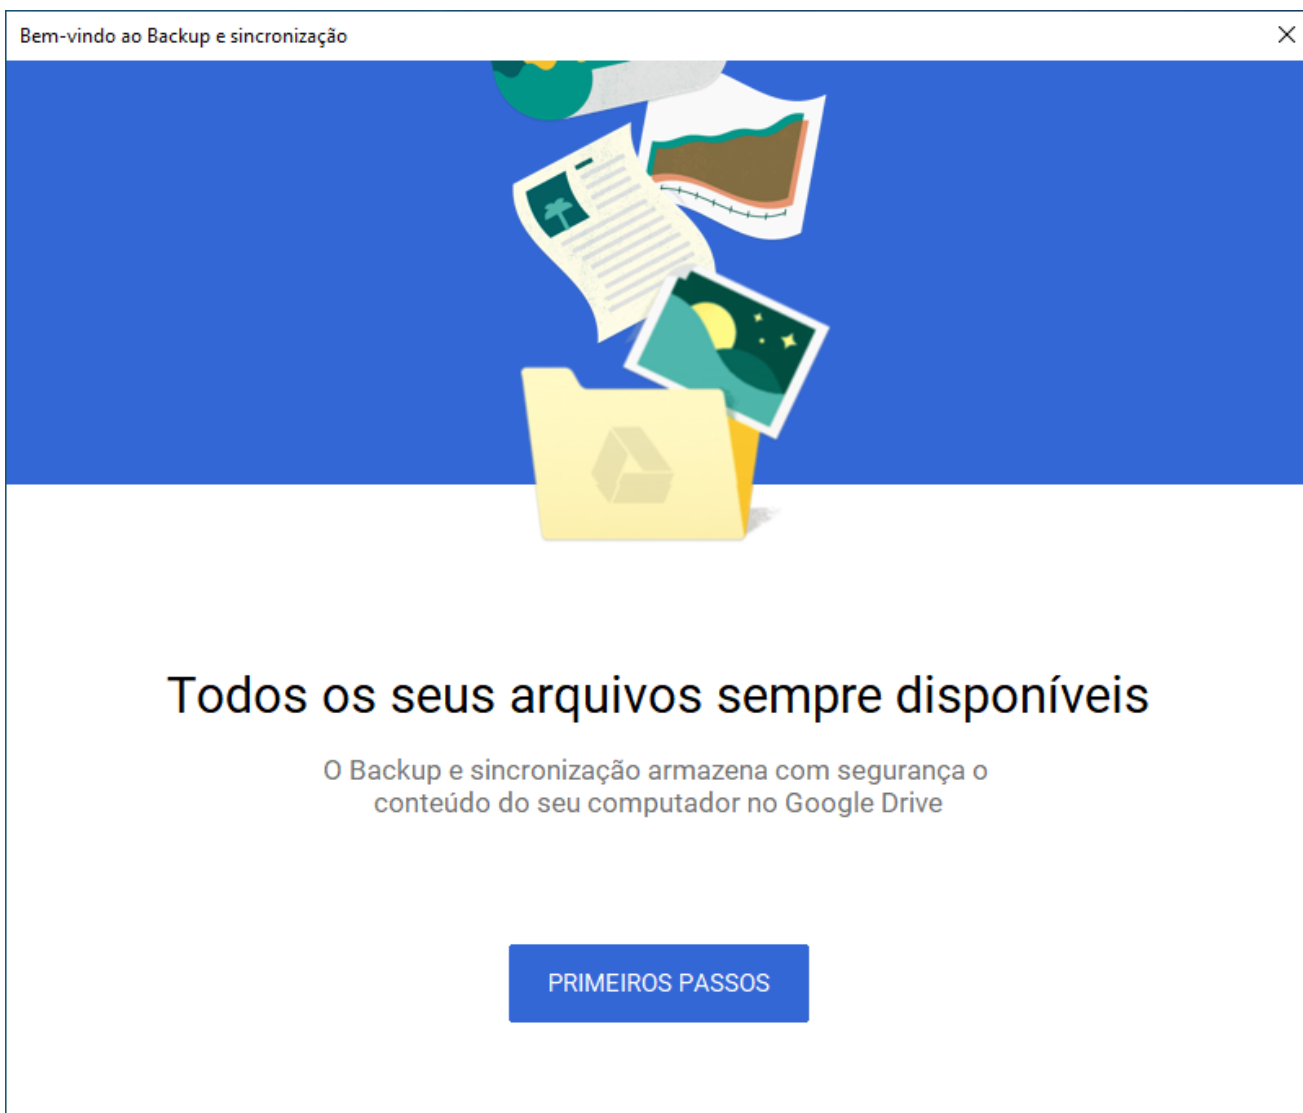 Bem-vindo ao Backup e sincronização
Todos os seus arquivos sempre disponíveis
O Backup e sincronização armazena com segurança o
conteúdo do seu computador no Google Drive
PRIMEIROS PASSOS